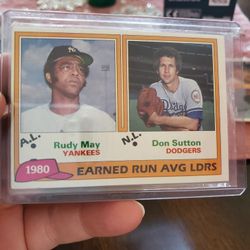 A.L.
Rudy May
YANKEES
N.L.
Don Sutton
DODGERS
1980
EARNED RUN AVG LDRS